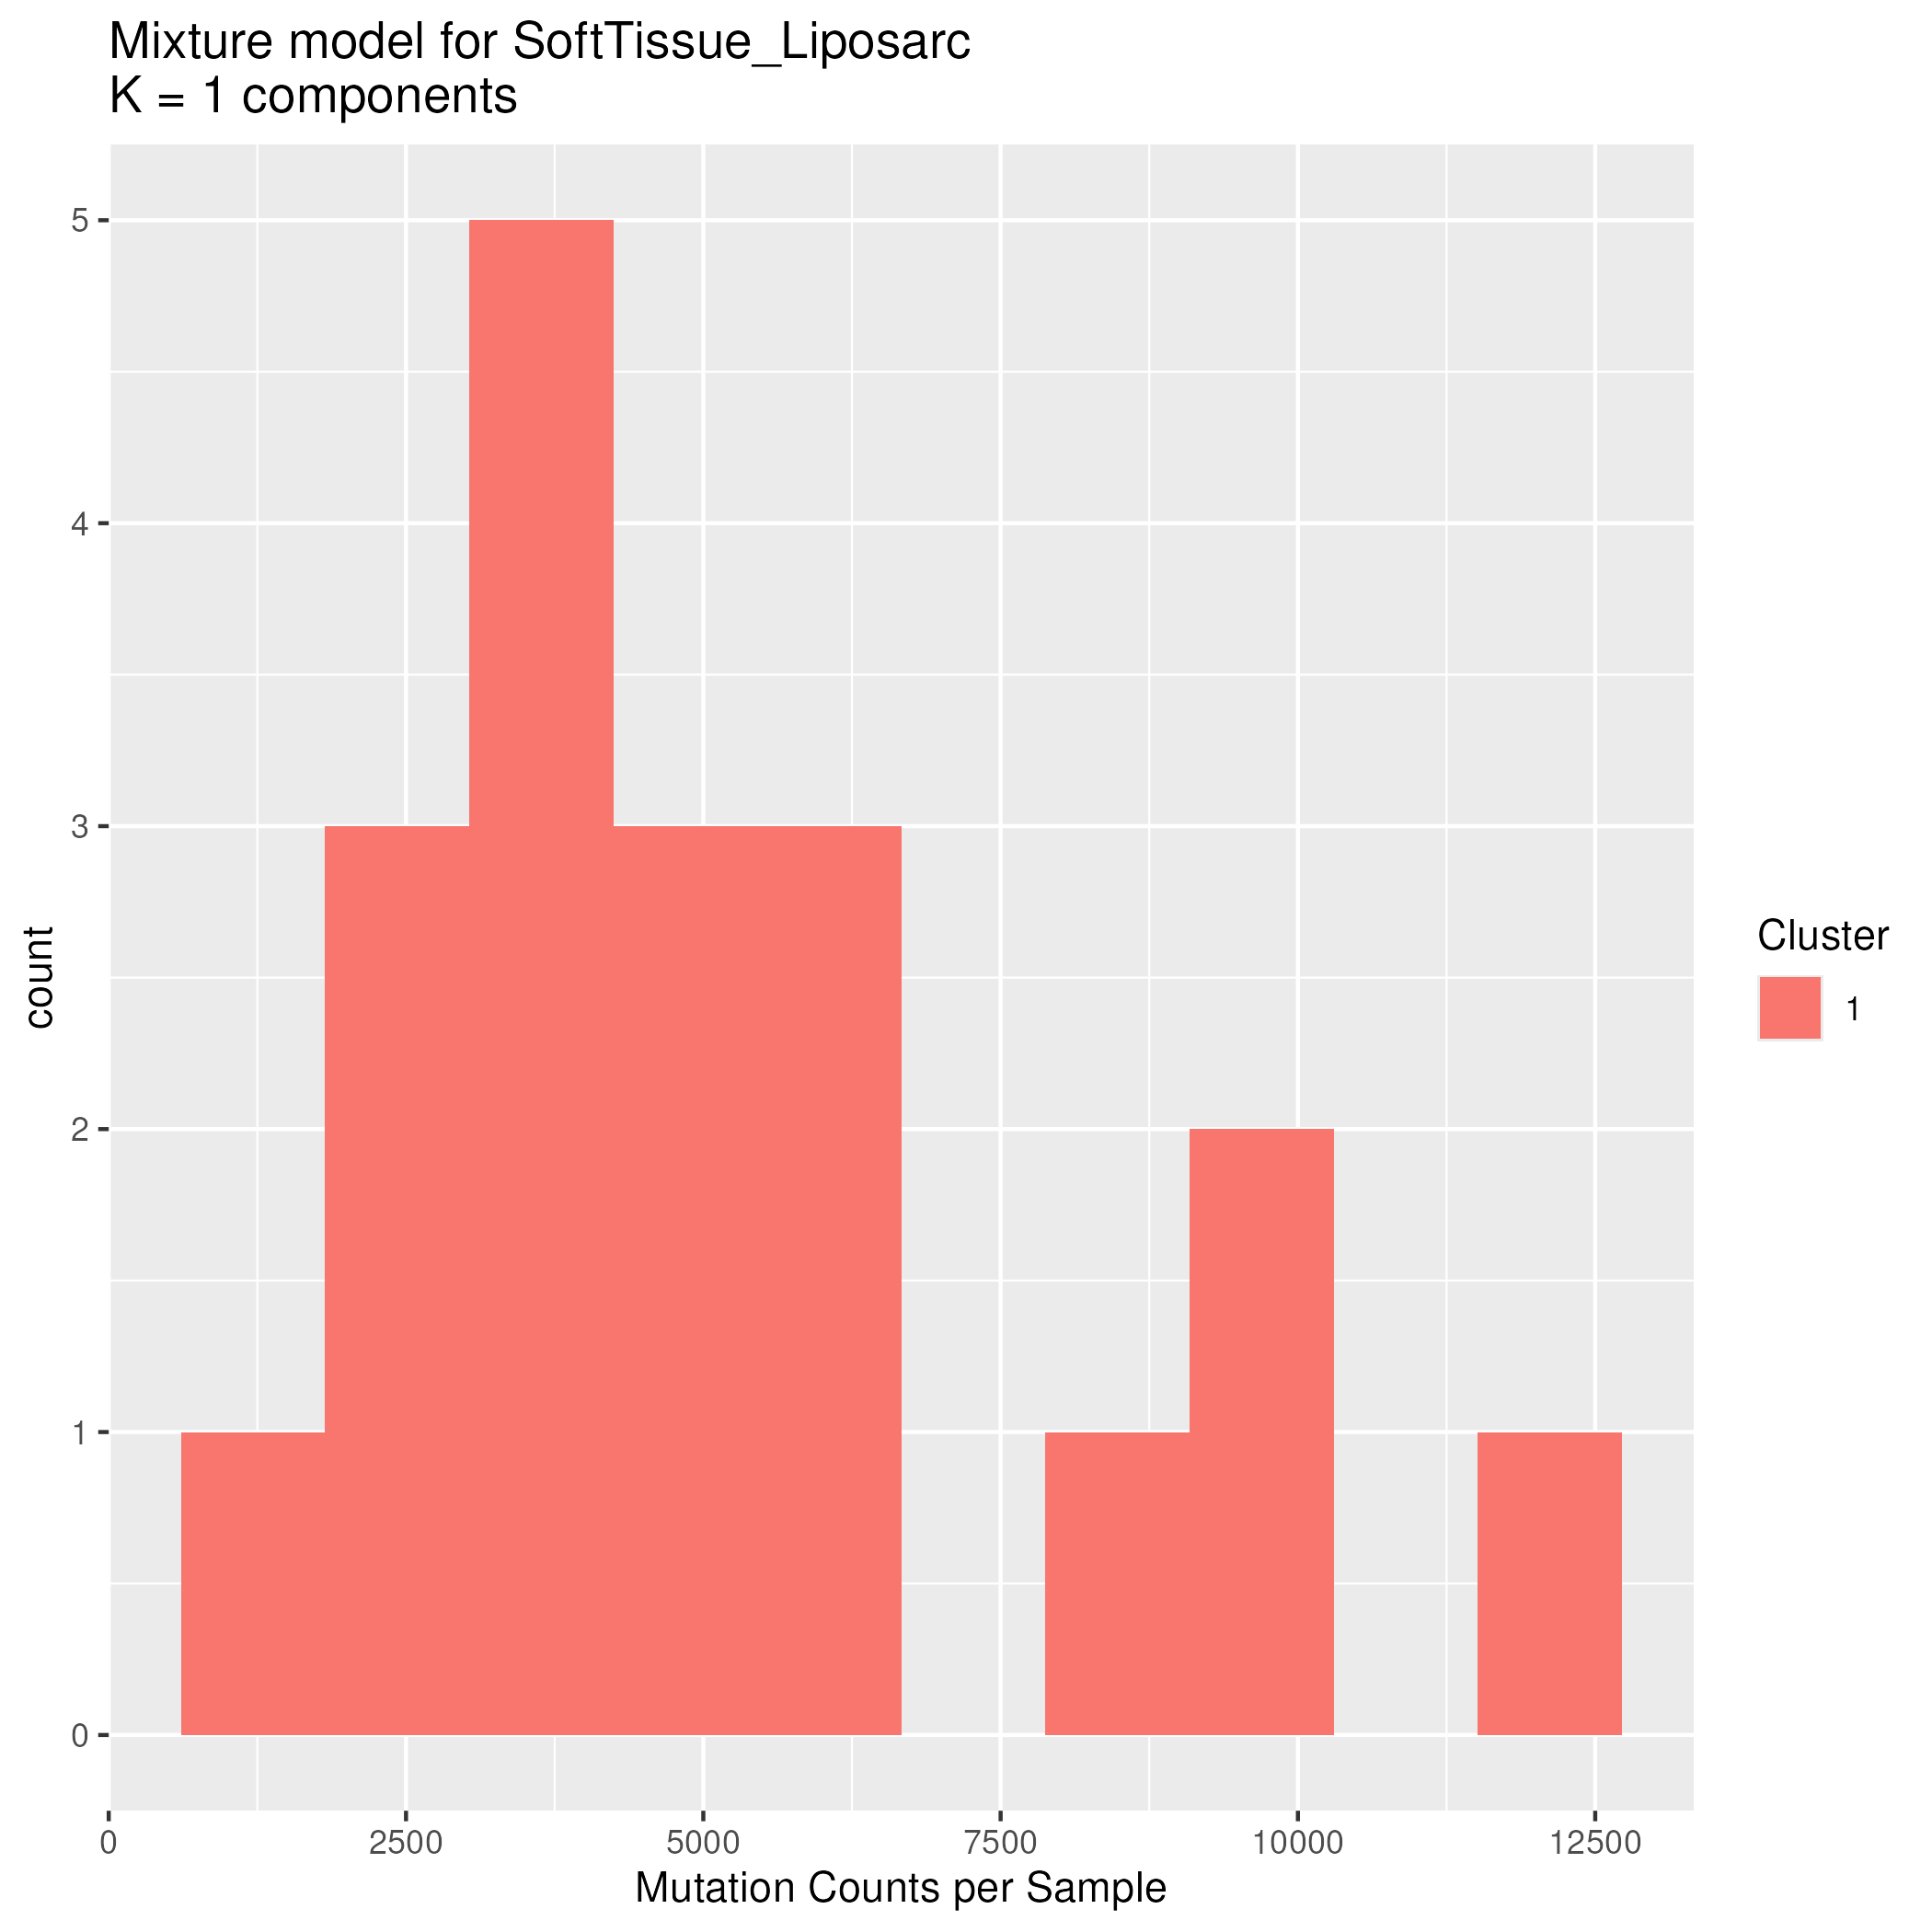 Mixture model for SoftTissue_Liposarc
K = 1 components
5
4
3
2
1
0
count
0 2500 5000 7500 10000 12500
Mutation Counts per Sample
Cluster
1